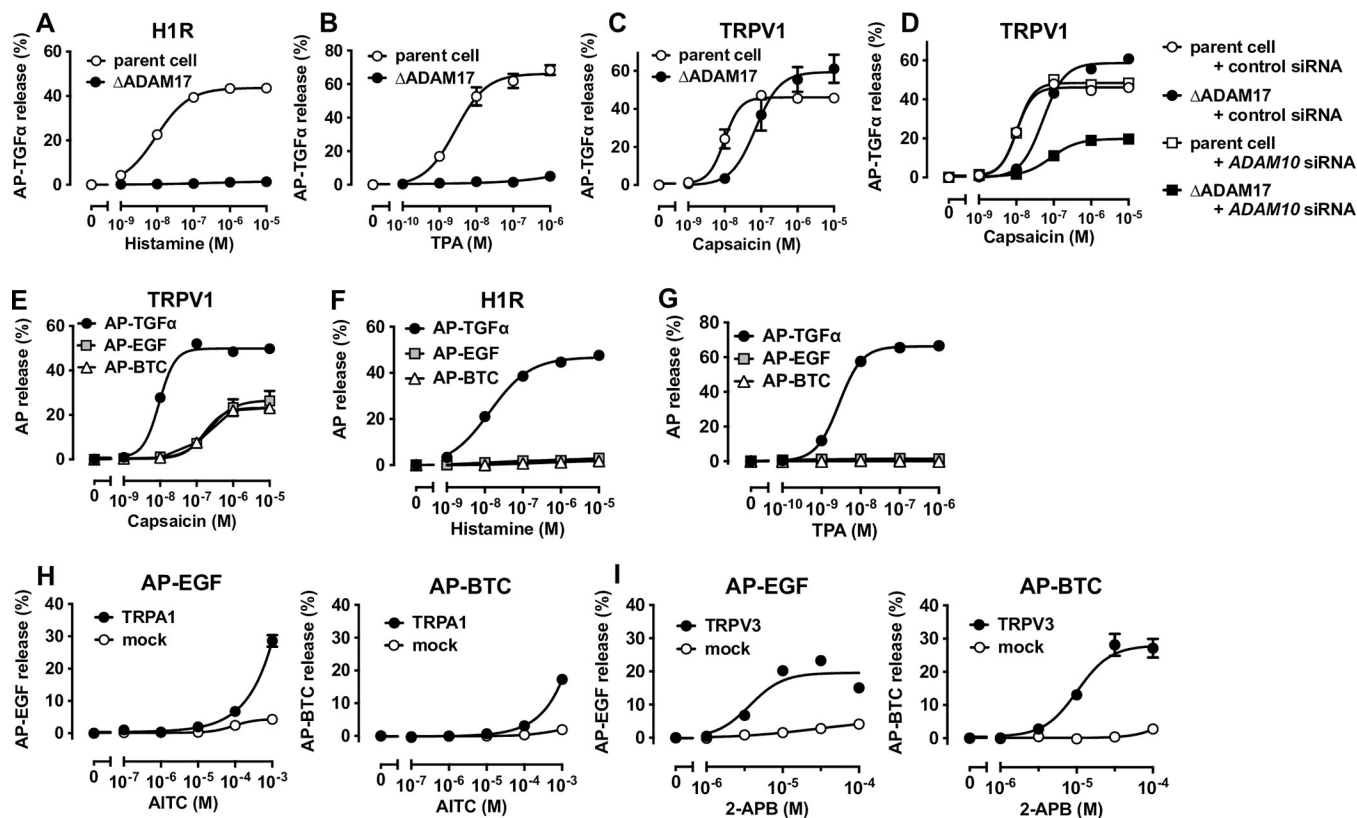 A
H1R
AP-TGFα release (%)
60
40
20
0
parent cell
ΔADAM17
0 10-9 10-8 10-7 10-6 10-5
Histamine (M)
B
AP-TGFα release (%)
80
60
40
20
0
parent cell
ΔADAM17
0 10-10 10-9 10-8 10-7 10-6
TPA (M)
C
TRPV1
AP-TGFα release (%)
60
40
20
0
parent cell
ΔADAM17
0 10-9 10-8 10-7 10-6 10-5
Capsaicin (M)
D
TRPV1
AP-TGFα release (%)
80
60
40
20
0
0 10-9 10-8 10-7 10-6 10-5
Capsaicin (M)
parent cell
+ control siRNA
ΔADAM17
+ control siRNA
parent cell
+ ADAM10 siRNA
ΔADAM17
+ ADAM10 siRNA
E
TRPV1
AP release (%)
60
40
20
0
AP-TGFα
AP-EGF
AP-BTC
0 10-9 10-8 10-7 10-6 10-5
Capsaicin (M)
F
H1R
AP release (%)
60
40
20
0
AP-TGFα
AP-EGF
AP-BTC
0 10-9 10-8 10-7 10-6 10-5
Histamine (M)
G
AP release (%)
80
60
40
20
0
AP-TGFα
AP-EGF
AP-BTC
0 10-10 10-9 10-8 10-7 10-6
TPA (M)
H
AP-EGF
AP-EGF release (%)
40
30
20
10
0
TRPA1
mock
0 10-7 10-6 10-5 10-4 10-3
AITC (M)
AP-BTC
AP-BTC release (%)
40
30
20
10
0
TRPA1
mock
0 10-7 10-6 10-5 10-4 10-3
AITC (M)
I
AP-EGF
AP-EGF release (%)
40
30
20
10
0
TRPV3
mock
0 10-6 10-5 10-4
2-APB (M)
AP-BTC
AP-BTC release (%)
40
30
20
10
0
TRPV3
mock
0 10-6 10-5 10-4
2-APB (M)